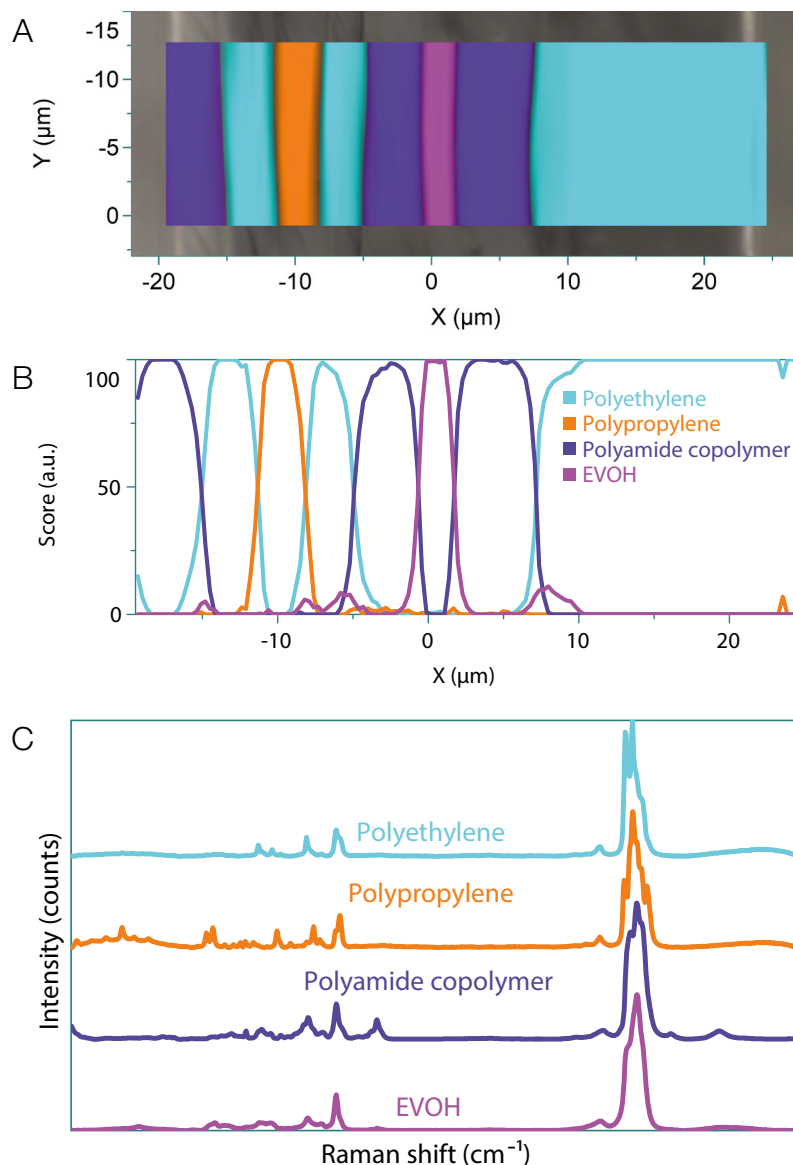 A
-15
-10
-5
0
Y (µm)
-20
-10
0
10
20
X (µm)
B
100
50
0
Score (a.u.)
Polyethylene
Polypropylene
Polyamide copolymer
EVOH
-10
0
10
20
X (µm)
C
Intensity (counts)
Polyethylene
Polypropylene
Polyamide copolymer
EVOH
Raman shift (cm⁻¹)